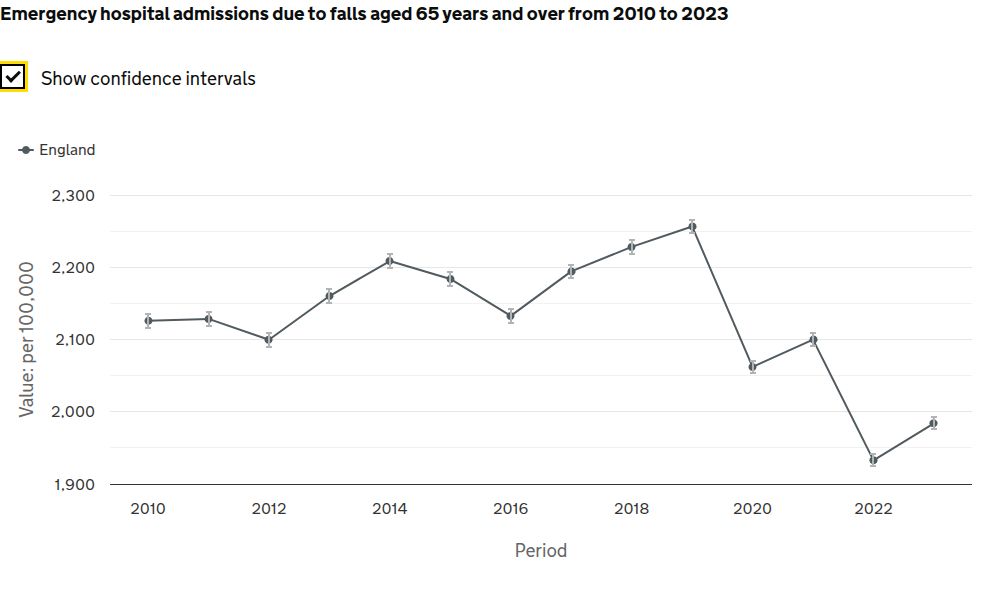 Emergency hospital admissions due to falls aged 65 years and over from 2010 to 2023
Show confidence intervals
England
2,300
2,200
2,100
2,000
1,900
Value: per 100,000
2010 2012 2014 2016 2018 2020 2022
Period